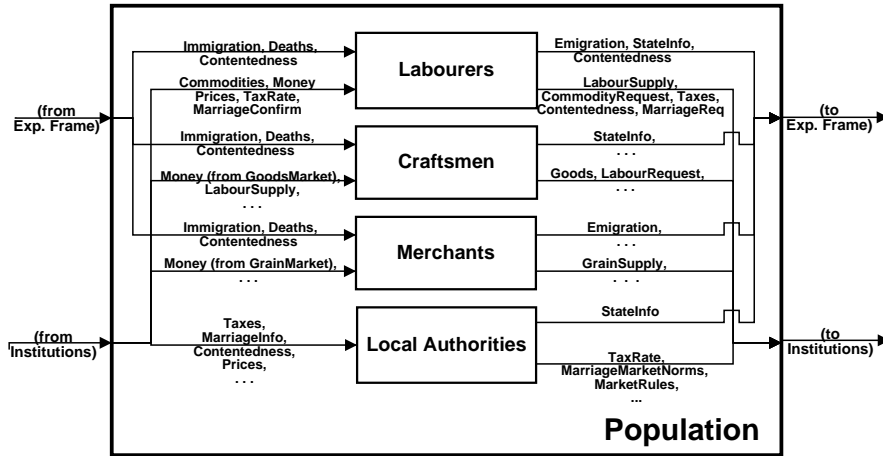 Immigration, Deaths,
Contentedness
Labourers
Emigration, StateInfo,
Contentedness
Commodities, Money
Prices, TaxRate,
MarriageConfirm
LabourSupply,
CommodityRequest, Taxes,
Contentedness, MarriageReq
(from
Exp. Frame)
(to
Exp. Frame)
Immigration, Deaths,
Contentedness
Craftsmen
StateInfo,
. . .
Money (from GoodsMarket),
LabourSupply,
. . .
Goods, LabourRequest,
. . .
Immigration, Deaths,
Contentedness
Merchants
Emigration,
. . .
Money (from GrainMarket),
. . .
GrainSupply,
. . .
(from
Institutions)
(to
Institutions)
Taxes,
MarriageInfo,
Contentedness,
Prices,
. . .
Local Authorities
StateInfo
TaxRate,
MarriageMarketNorms,
MarketRules,
...
Population